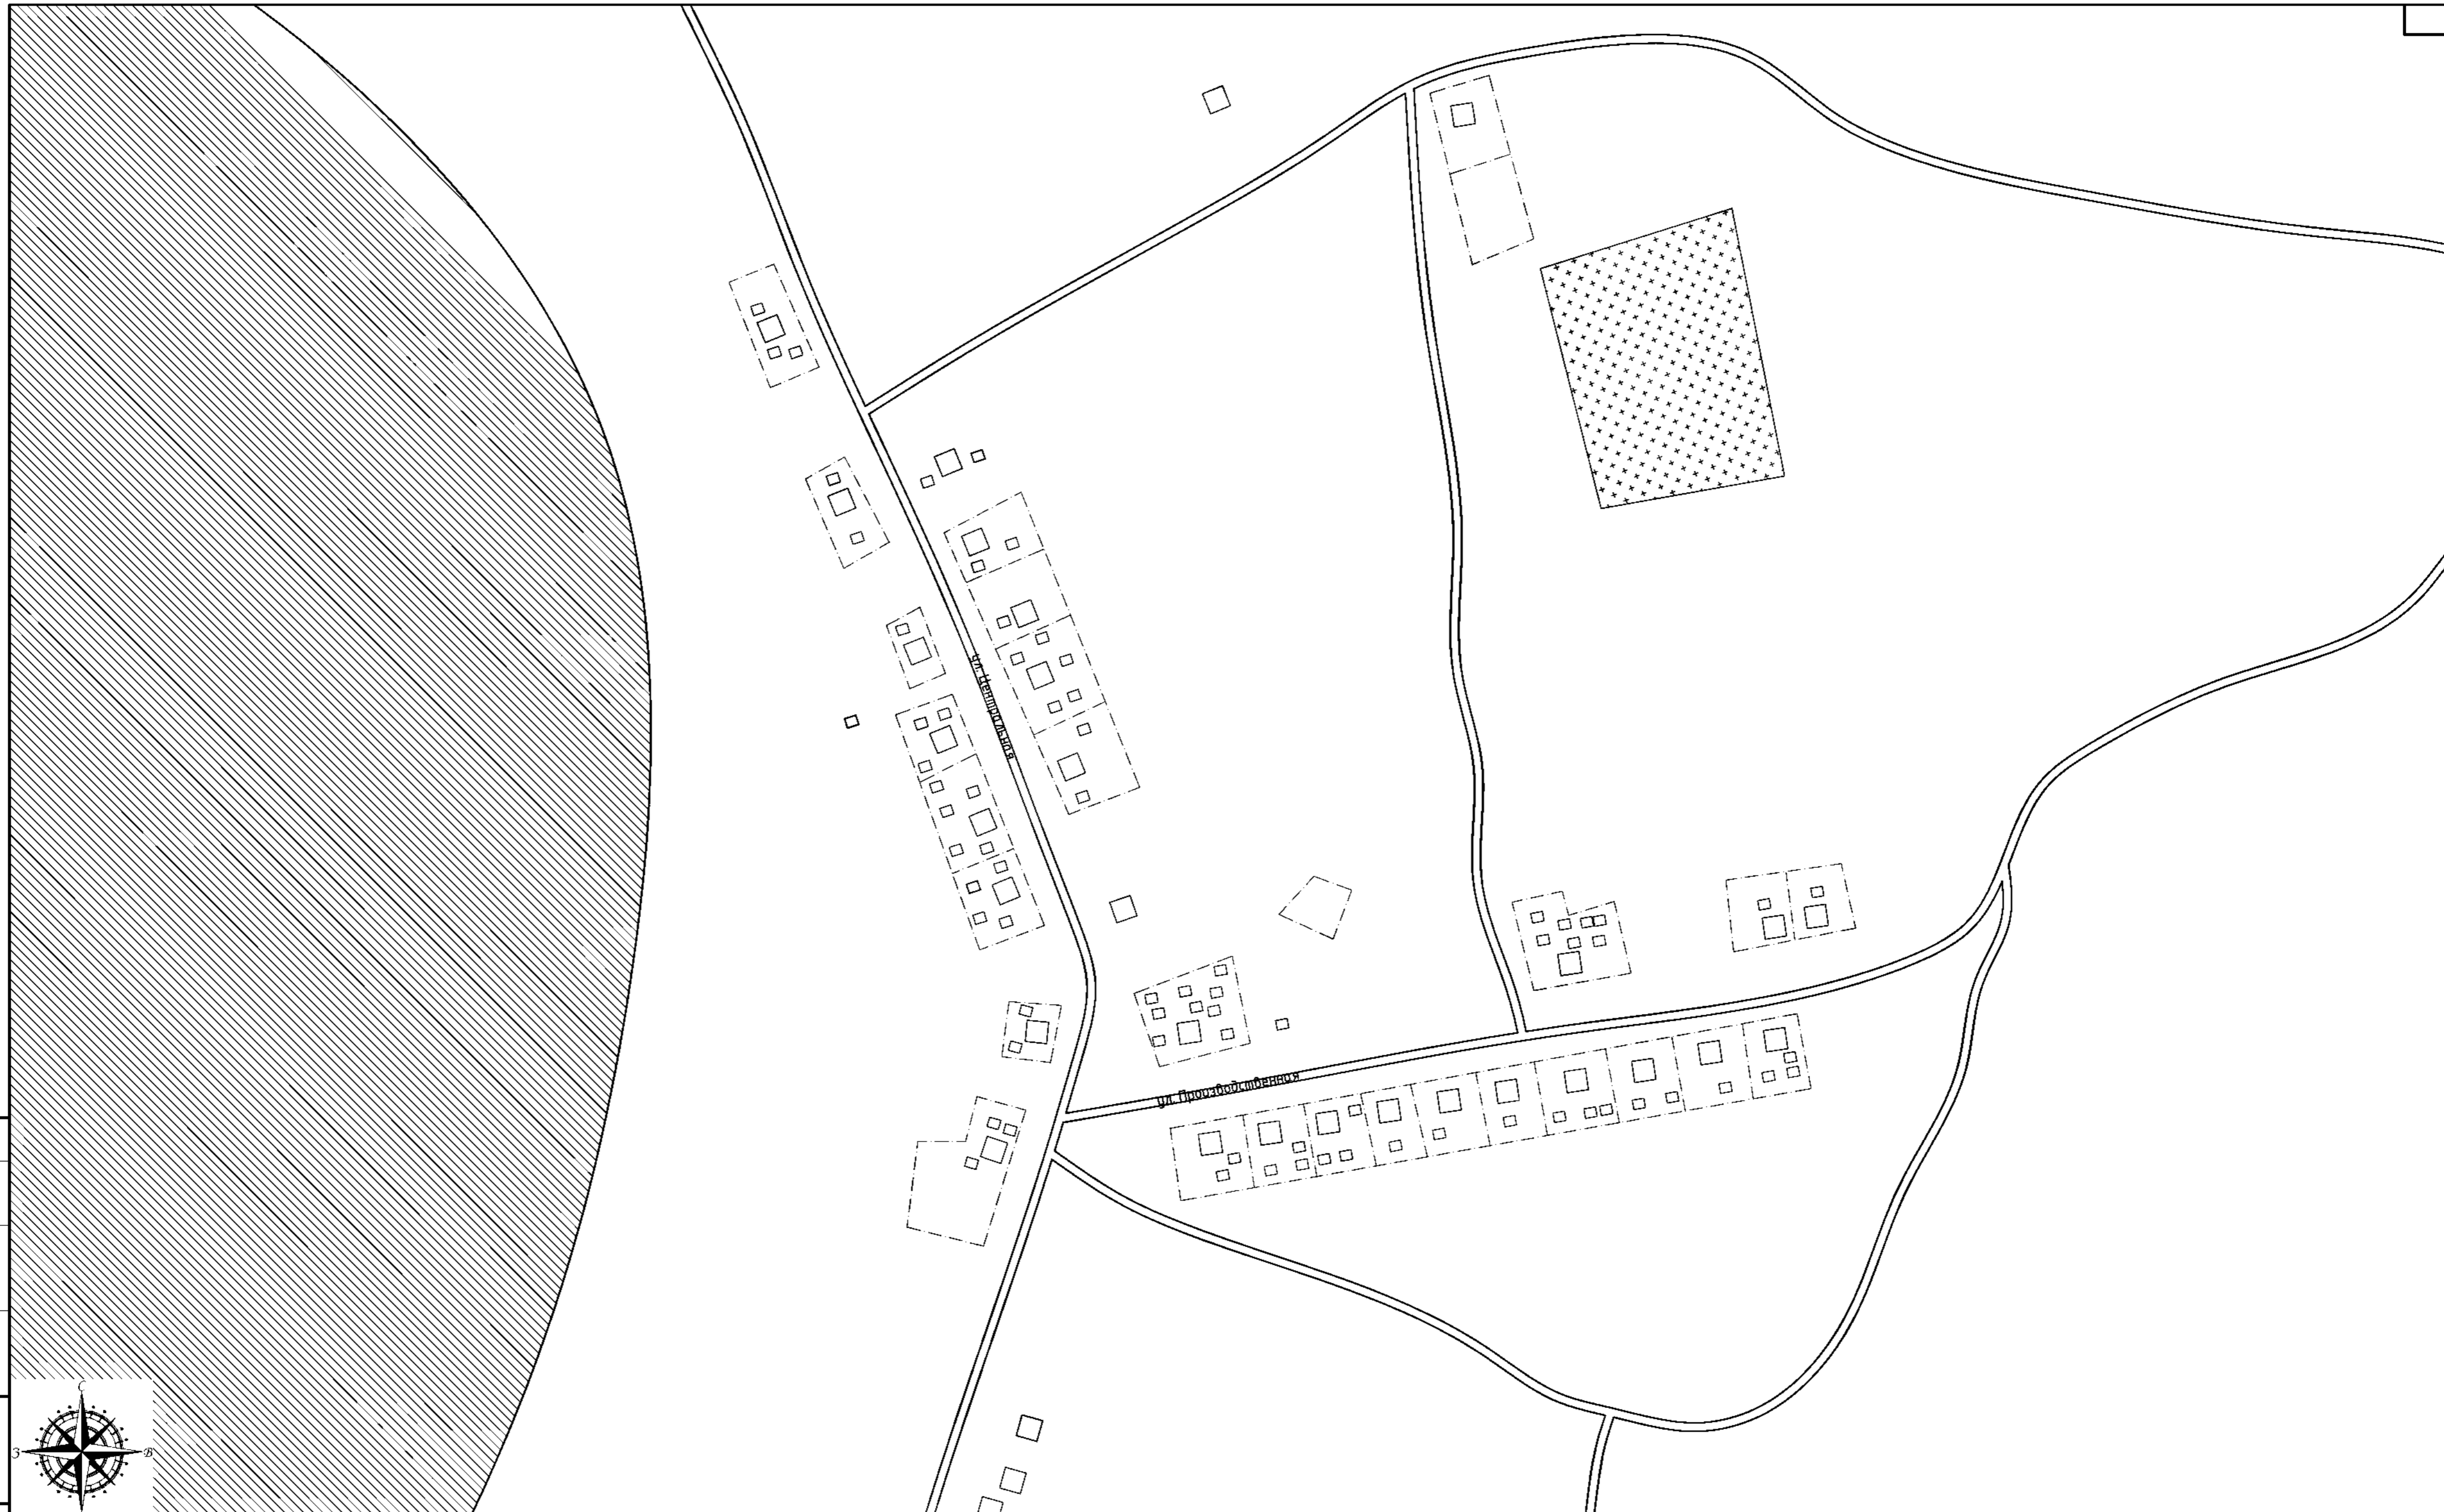 ул. Центральная
ул. Производственная
С
З
В